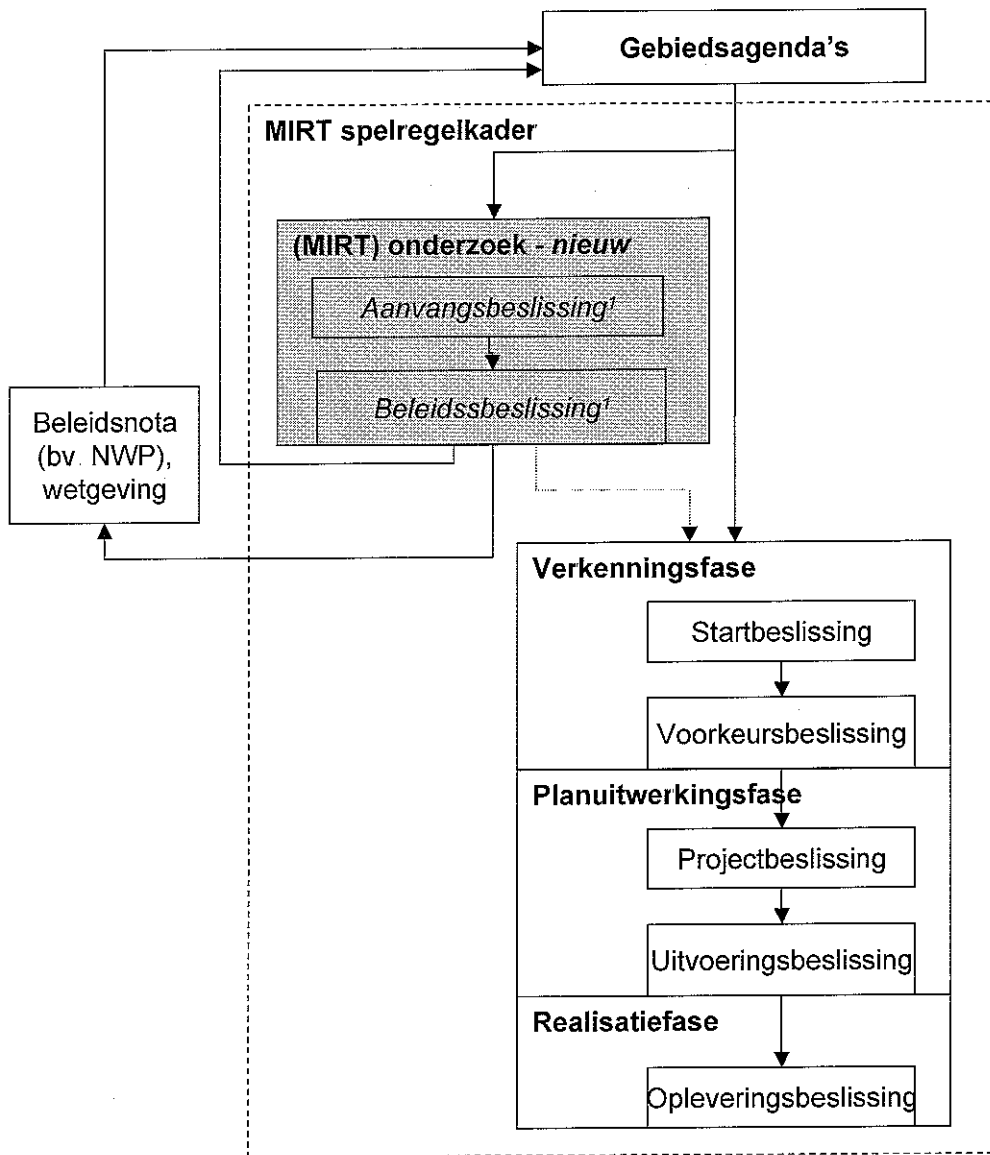 Gebiedsagenda's
MIRT spelregelkader
(MIRT) onderzoek - nieuw
Aanvangsbeslissing¹
Beleidssbeslissing¹
Beleidsnota
(bv. NWP),
wetgeving
Verkenningsfase
Startbeslissing
Voorkeursbeslissing
Planuitwerkingsfase
Projectbeslissing
Uitvoeringsbeslissing
Realisatiefase
Opleveringsbeslissing